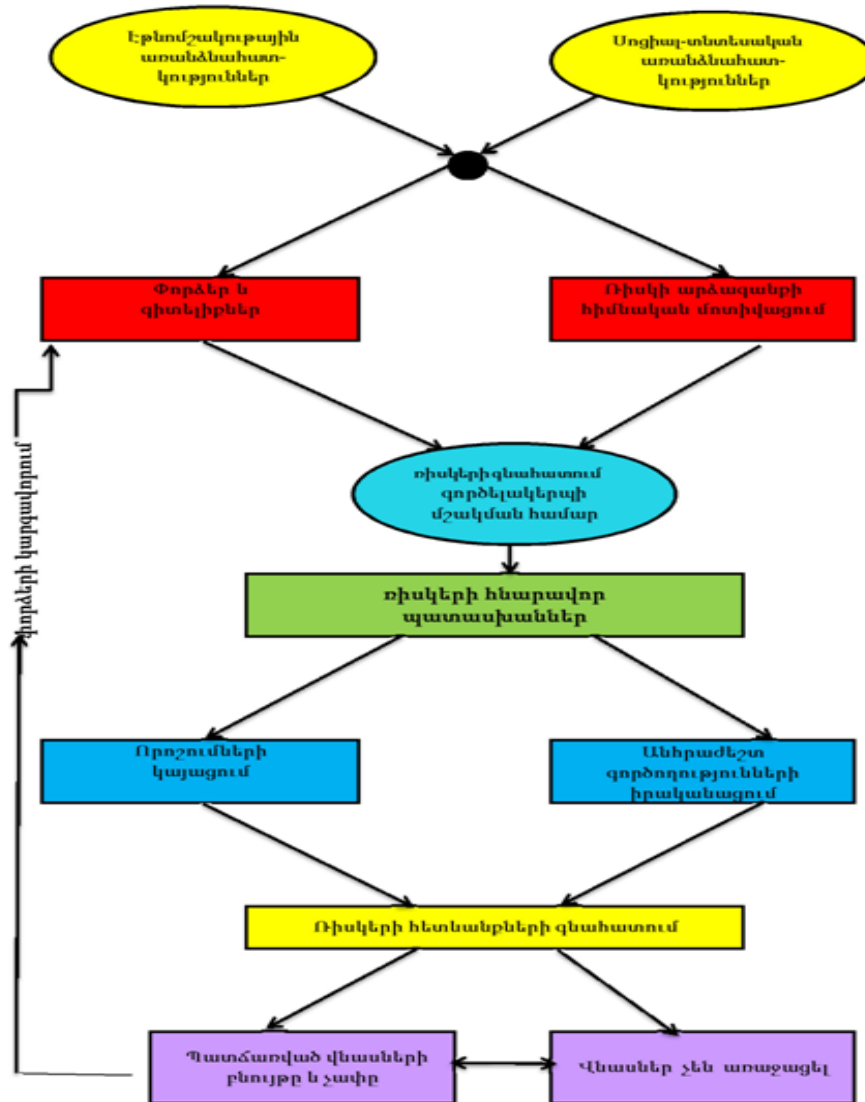 Էթնոմշակութային
առանձնահատ-
կություններ
Սոցիալ-տնտեսական
առանձնահատ-
կություններ
Փորձեր և
գիտելիքներ
Ռիսկի արձագանքի
հիմնական մոտիվացում
փորձերի կարգավորում
ռիսկերի գնահատում
գործելակերպի
մշակման համար
ռիսկերի հնարավոր
պատասխաններ
Որոշումների
կայացում
Անհրաժեշտ
գործողությունների
իրականացում
Ռիսկերի հետևանքների գնահատում
Պատճառված վնասների
բնույթը և չափը
Վնասներ չեն առաջացել